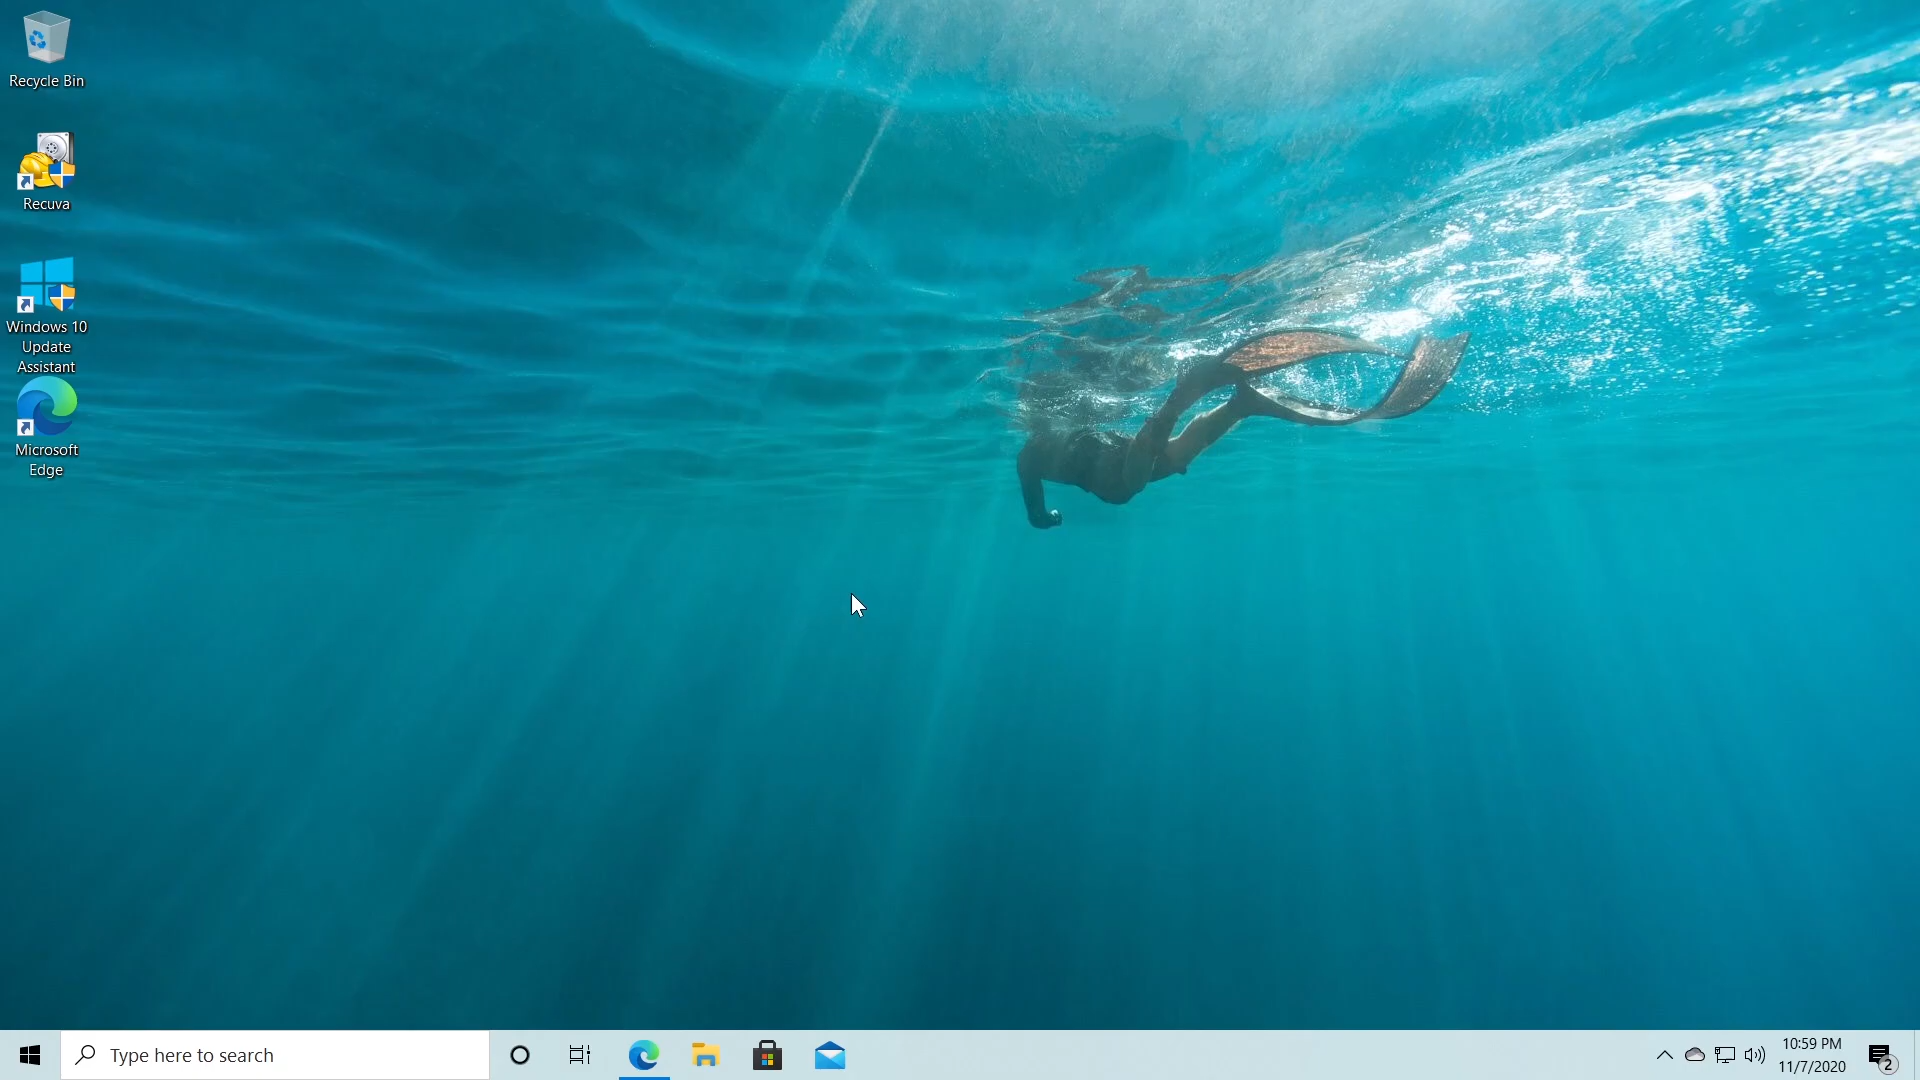 Recycle Bin
Recuva
Windows 10
Update
Assistant
Microsoft
Edge
Type here to search
10:59 PM
11/7/2020
2